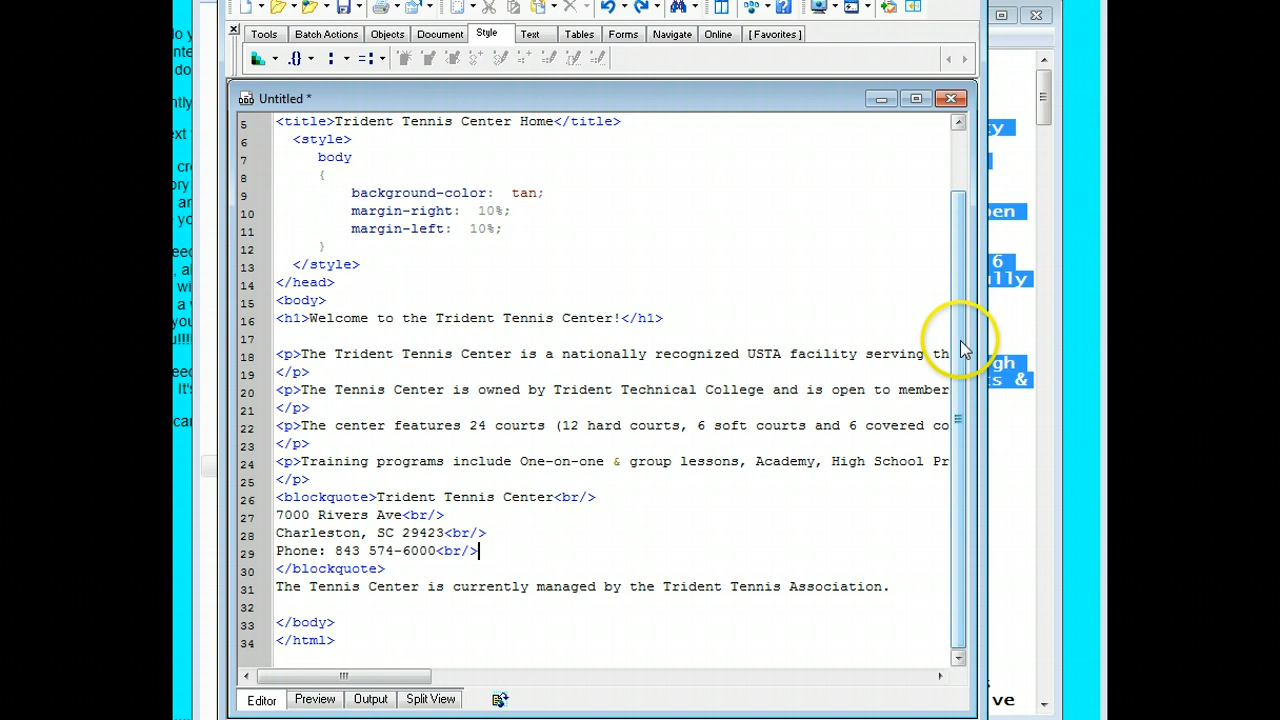 Tools Batch Actions Objects Document Style Text Tables Forms Navigate Online [ Favorites ]
Untitled *
5 <title>Trident Tennis Center Home</title>
6 <style>
7 body
8 {
9 background-color: tan;
10 margin-right: 10%;
11 margin-left: 10%;
12 }
13 </style>
14 </head>
15 <body>
16 <h1>Welcome to the Trident Tennis Center!</h1>
17
18 <p>The Trident Tennis Center is a nationally recognized USTA facility serving th
19 </p>
20 <p>The Tennis Center is owned by Trident Technical College and is open to member
21 </p>
22 <p>The center features 24 courts (12 hard courts, 6 soft courts and 6 covered co
23 </p>
24 <p>Training programs include One-on-one & group lessons, Academy, High School Pr
25 </p>
26 <blockquote>Trident Tennis Center<br/>
27 7000 Rivers Ave<br/>
28 Charleston, SC 29423<br/>
29 Phone: 843 574-6000<br/>
30 </blockquote>
31 The Tennis Center is currently managed by the Trident Tennis Association.
32
33 </body>
34 </html>
Editor Preview Output Split View